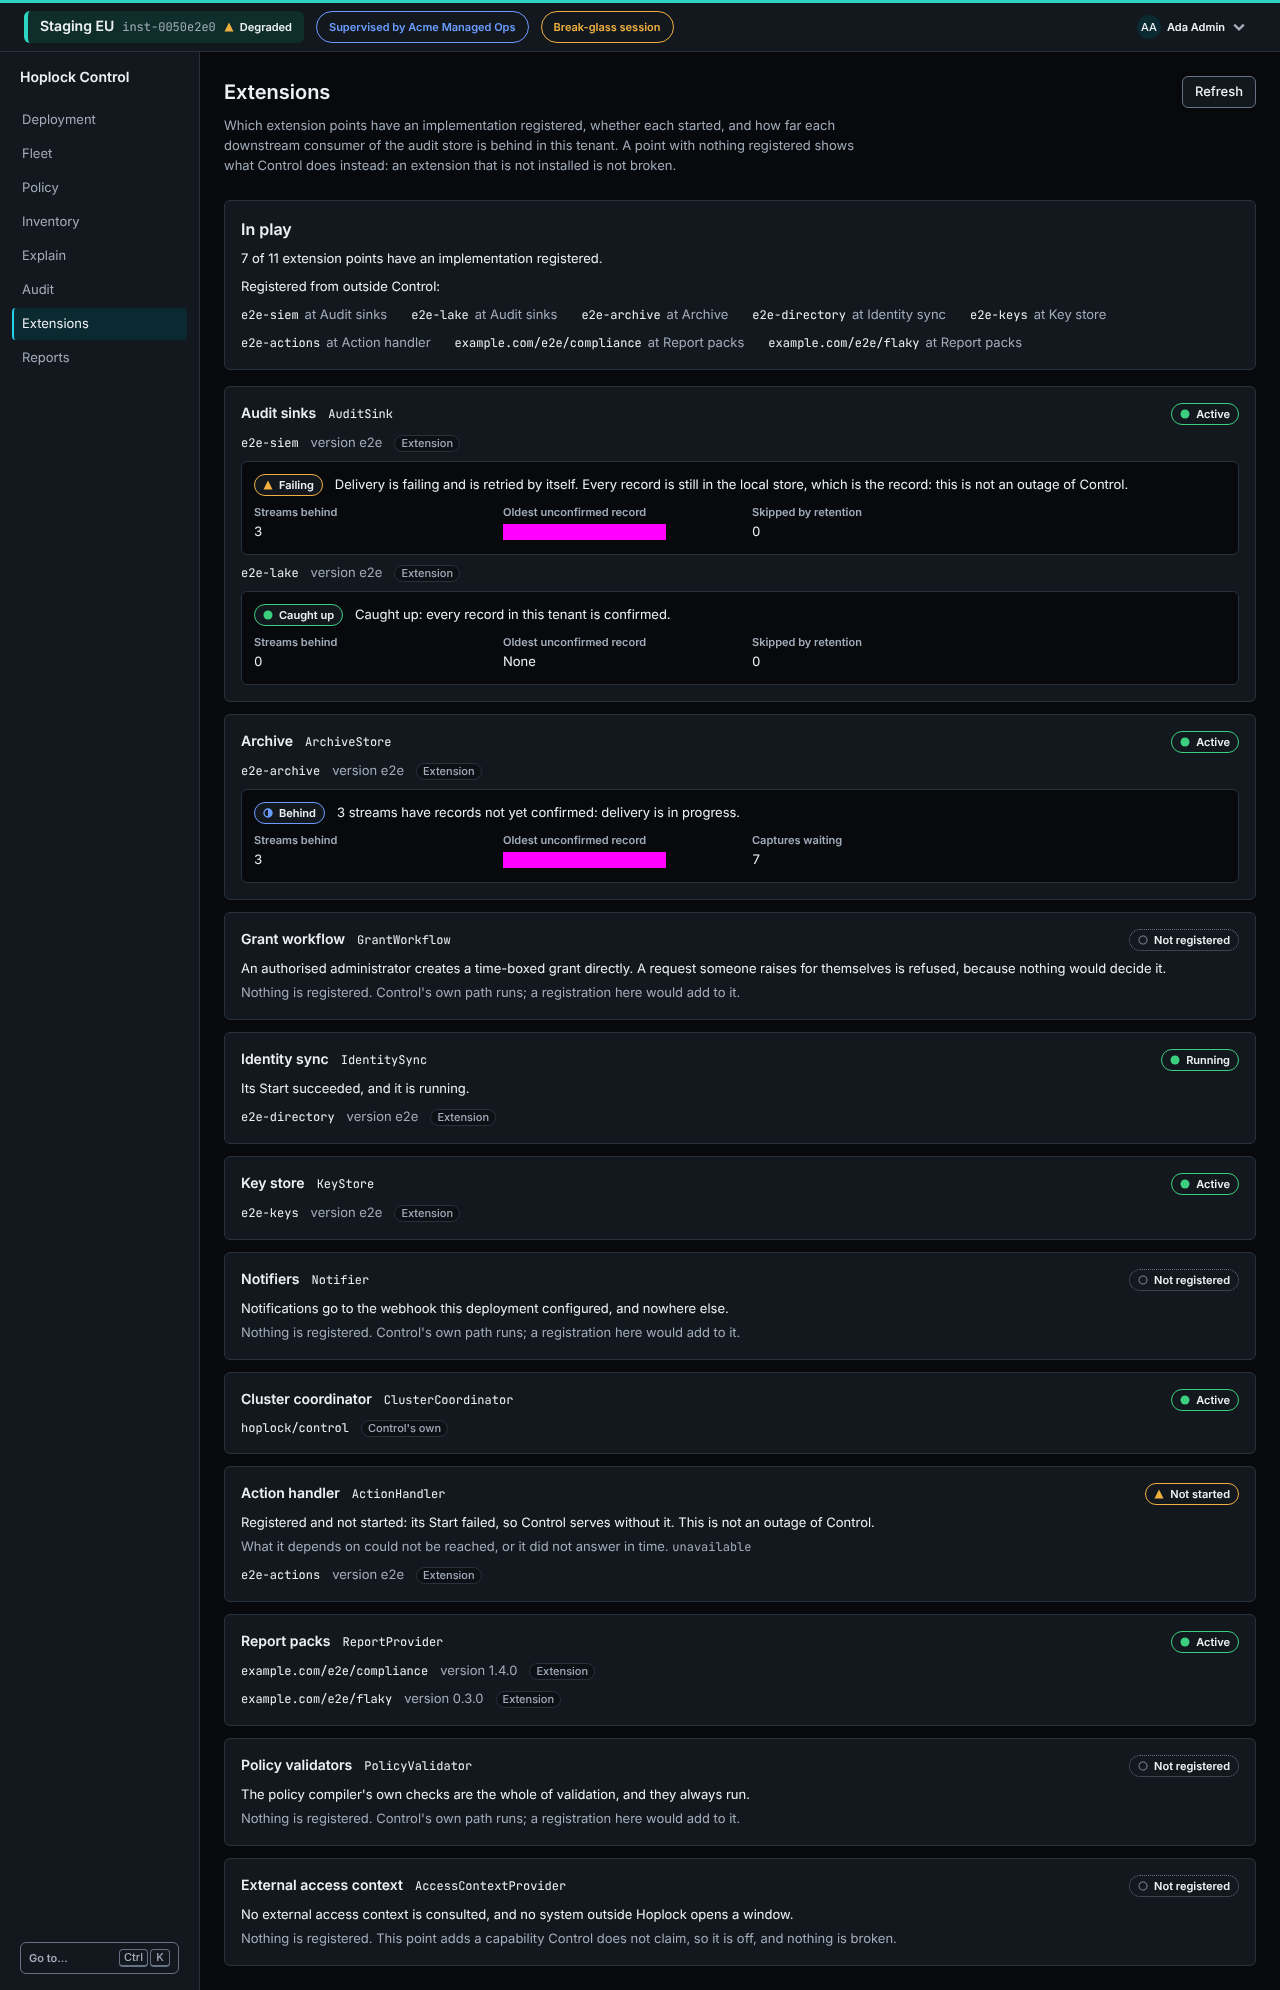 Staging EU inst-0050e2e0 Degraded Supervised by Acme Managed Ops Break-glass session AA Ada Admin
Hoplock Control
Deployment
Fleet
Policy
Inventory
Explain
Audit
Extensions
Reports
Go to... Ctrl K
Extensions
Refresh
Which extension points have an implementation registered, whether each started, and how far each
downstream consumer of the audit store is behind in this tenant. A point with nothing registered shows
what Control does instead: an extension that is not installed is not broken.
In play
7 of 11 extension points have an implementation registered.
Registered from outside Control:
e2e-siem at Audit sinks e2e-lake at Audit sinks e2e-archive at Archive e2e-directory at Identity sync e2e-keys at Key store
e2e-actions at Action handler example.com/e2e/compliance at Report packs example.com/e2e/flaky at Report packs
Audit sinks AuditSink Active
e2e-siem version e2e Extension
Failing Delivery is failing and is retried by itself. Every record is still in the local store, which is the record: this is not an outage of Control.
Streams behind Oldest unconfirmed record Skipped by retention
3 0
e2e-lake version e2e Extension
Caught up Caught up: every record in this tenant is confirmed.
Streams behind Oldest unconfirmed record Skipped by retention
0 None 0
Archive ArchiveStore Active
e2e-archive version e2e Extension
Behind 3 streams have records not yet confirmed: delivery is in progress.
Streams behind Oldest unconfirmed record Captures waiting
3 7
Grant workflow GrantWorkflow Not registered
An authorised administrator creates a time-boxed grant directly. A request someone raises for themselves is refused, because nothing would decide it.
Nothing is registered. Control's own path runs; a registration here would add to it.
Identity sync IdentitySync Running
Its Start succeeded, and it is running.
e2e-directory version e2e Extension
Key store KeyStore Active
e2e-keys version e2e Extension
Notifiers Notifier Not registered
Notifications go to the webhook this deployment configured, and nowhere else.
Nothing is registered. Control's own path runs; a registration here would add to it.
Cluster coordinator ClusterCoordinator Active
hoplock/control Control's own
Action handler ActionHandler Not started
Registered and not started: its Start failed, so Control serves without it. This is not an outage of Control.
What it depends on could not be reached, or it did not answer in time. unavailable
e2e-actions version e2e Extension
Report packs ReportProvider Active
example.com/e2e/compliance version 1.4.0 Extension
example.com/e2e/flaky version 0.3.0 Extension
Policy validators PolicyValidator Not registered
The policy compiler's own checks are the whole of validation, and they always run.
Nothing is registered. Control's own path runs; a registration here would add to it.
External access context AccessContextProvider Not registered
No external access context is consulted, and no system outside Hoplock opens a window.
Nothing is registered. This point adds a capability Control does not claim, so it is off, and nothing is broken.